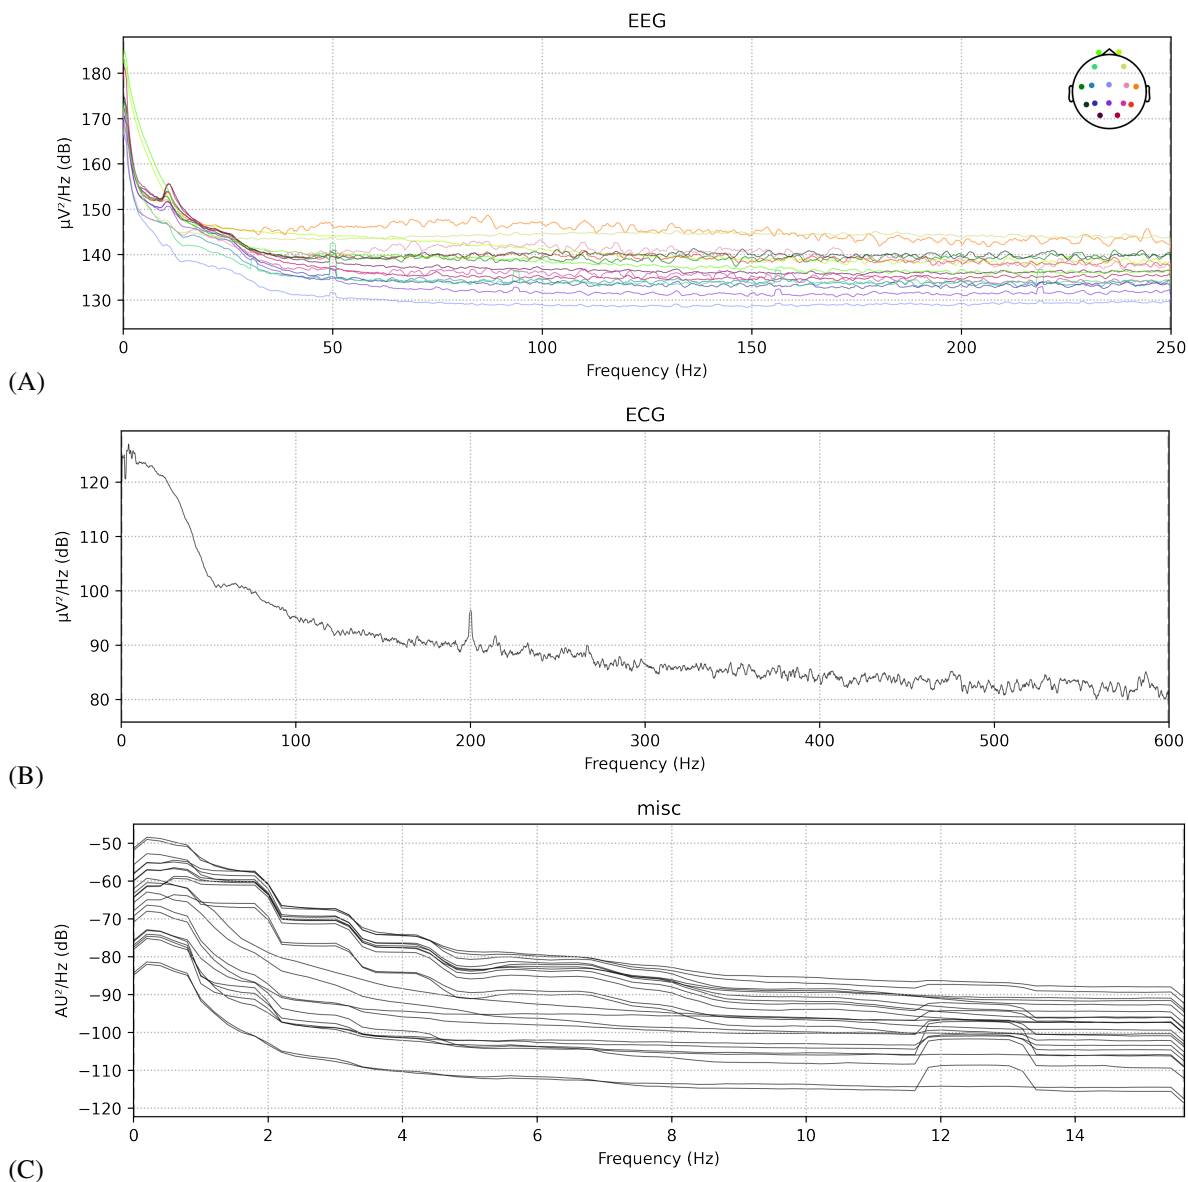 EEG
180
170
160
150
140
130
µV²/Hz (dB)
0 50 100 150 200 250
Frequency (Hz)
(A)
ECG
120
110
100
90
80
µV²/Hz (dB)
0 100 200 300 400 500 600
Frequency (Hz)
(B)
misc
−50
−60
−70
−80
−90
−100
−110
−120
AU²/Hz (dB)
0 2 4 6 8 10 12 14
Frequency (Hz)
(C)